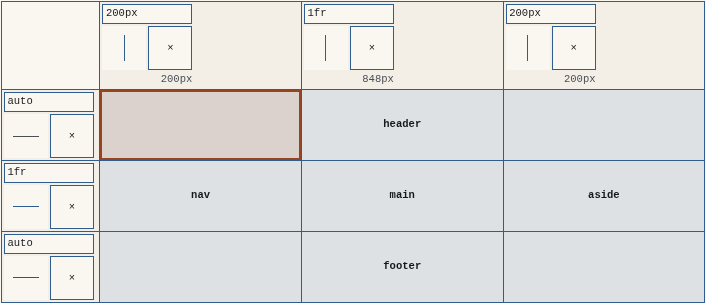 200px
1fr
200px
×
×
×
200px
848px
200px
auto
×
header
1fr
×
nav
main
aside
auto
×
footer